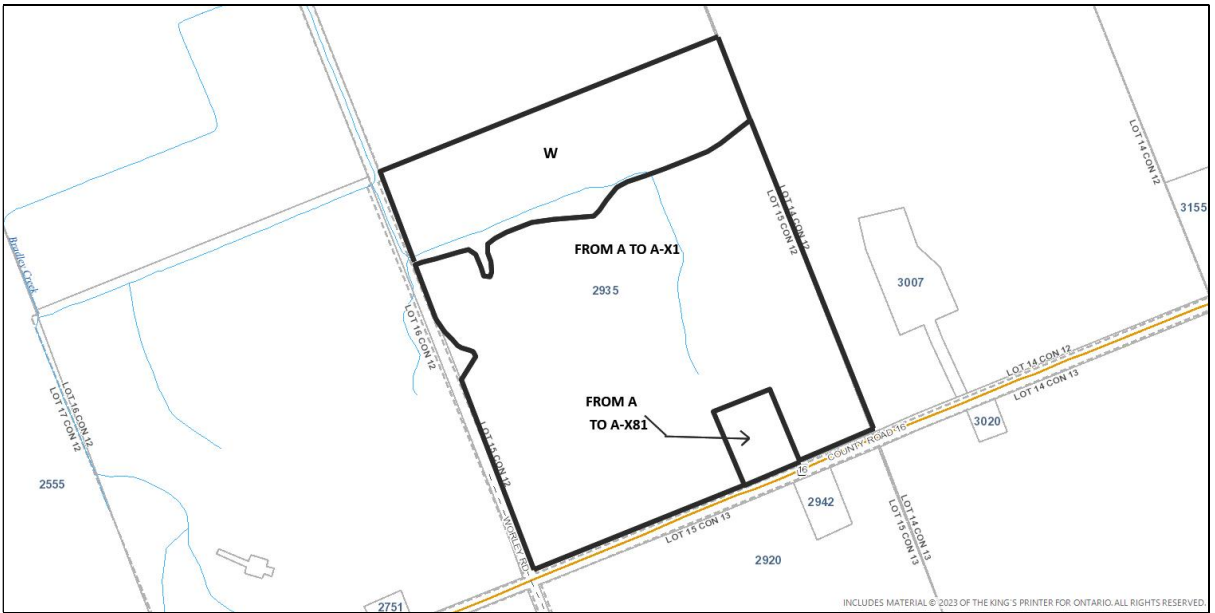 W
LOT 14 CON 12
3155
LOT 14 CON 12
LOT 15 CON 12
FROM A TO A-X1
Bradley Creek
3007
2935
LOT 16 CON 12
LOT 14 CON 12
LOT 14 CON 13
LOT 16 CON 12
LOT 17 CON 12
FROM A
TO A-X81
3020
COUNTY ROAD 16
LOT 15 CON 12
16
2555
2942
LOT 15 CON 13
LOT 14 CON 13
LOT 15 CON 13
WORLEY RD
2920
2751
INCLUDES MATERIAL © 2023 OF THE KING'S PRINTER FOR ONTARIO. ALL RIGHTS RESERVED.